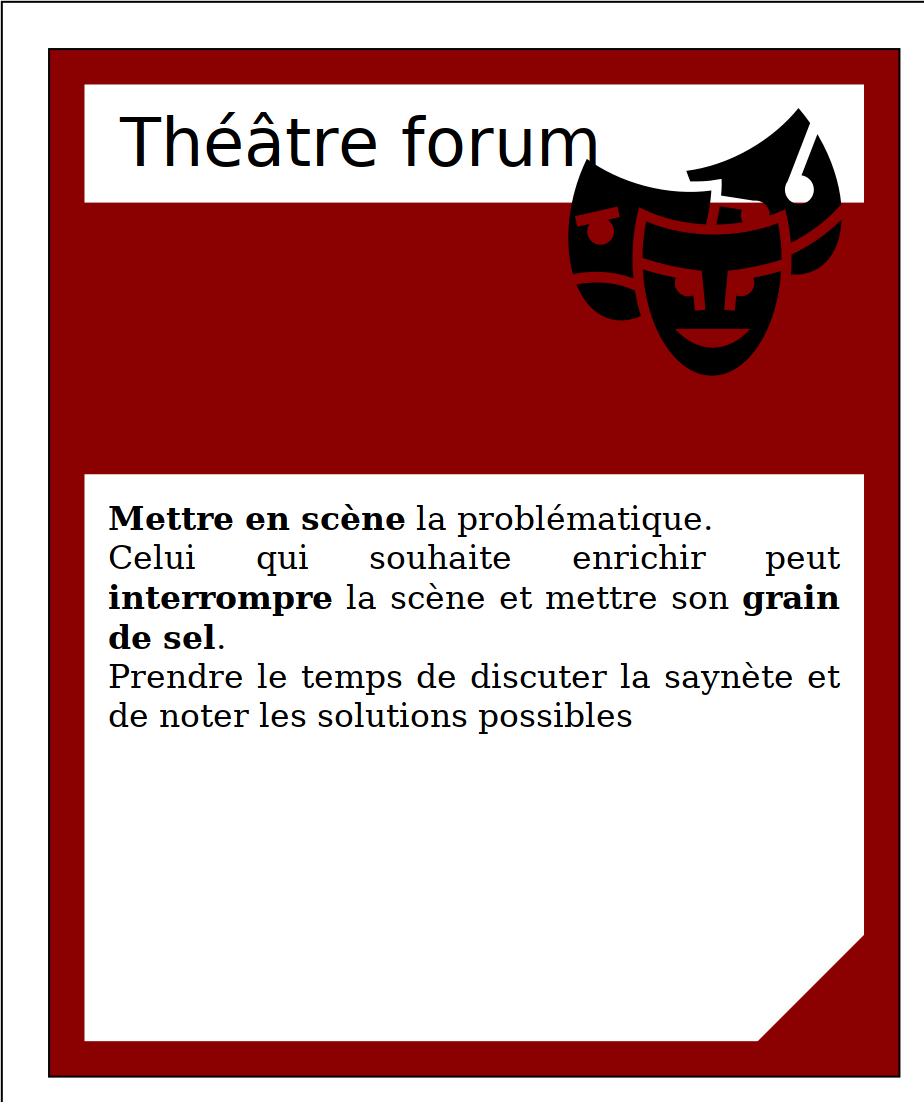 Théâtre forum
Mettre en scène la problématique.
Celui qui souhaite enrichir peut
interrompre la scène et mettre son grain
de sel.
Prendre le temps de discuter la saynète et
de noter les solutions possibles